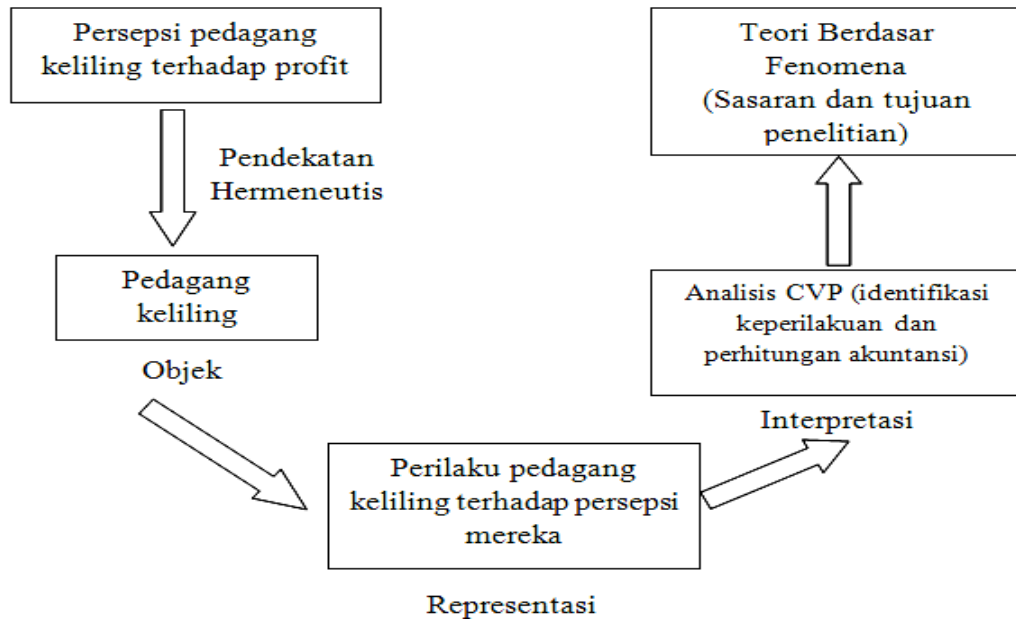 Persepsi pedagang
keliling terhadap profit
Pendekatan
Hermeneutis
Pedagang
keliling
Objek
Perilaku pedagang
keliling terhadap persepsi
mereka
Representasi
Interpretasi
Analisis CVP (identifikasi
keperilakuan dan
perhitungan akuntansi)
Teori Berdasar
Fenomena
(Sasaran dan tujuan
penelitian)